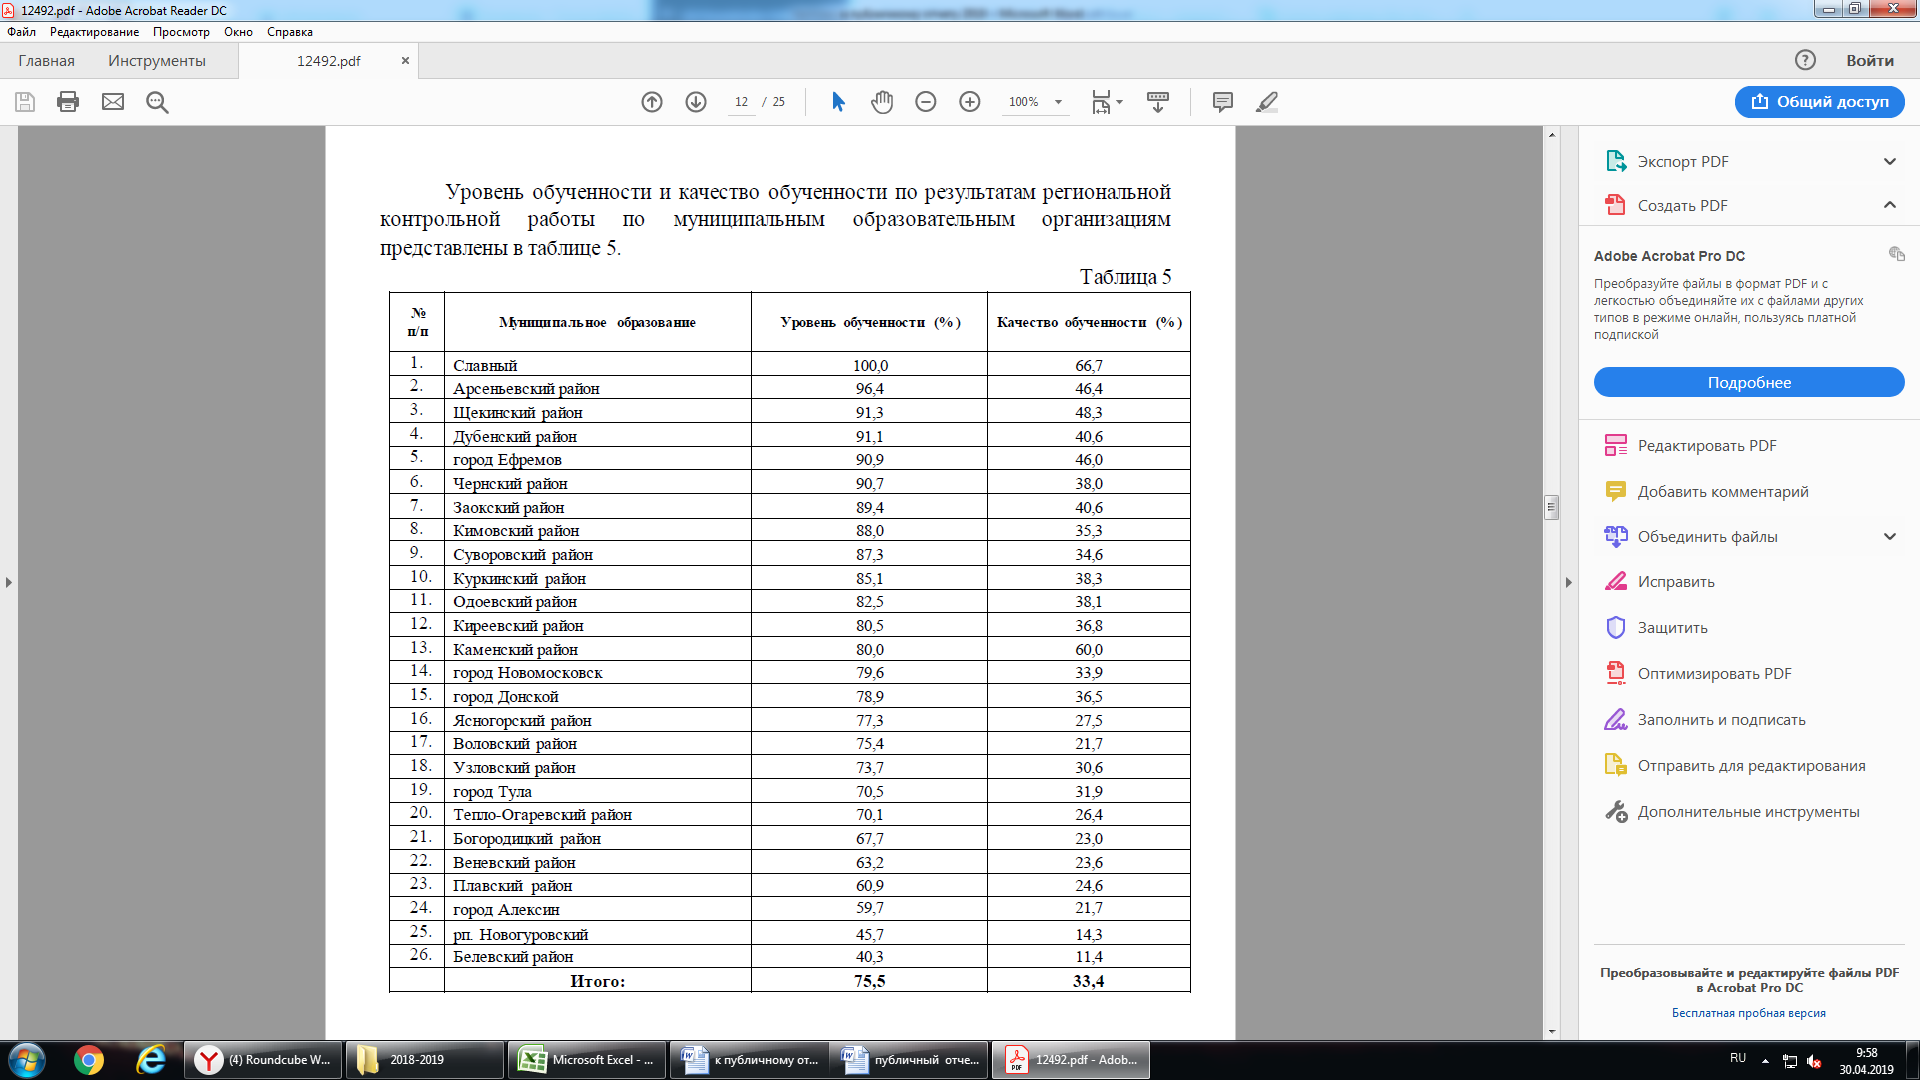 12492.pdf - Adobe Acrobat Reader DC
Файл Редактирование Просмотр Окно Справка
Главная Инструменты 12492.pdf × Войти
12 / 25 100% Общий доступ
Уровень обученности и качество обученности по результатам региональной
контрольной работы по муниципальным образовательным организациям
представлены в таблице 5.
Таблица 5
№ п/п Муниципальное образование Уровень обученности (%) Качество обученности (%)
1. Славный 100,0 66,7
2. Арсеньевский район 96,4 46,4
3. Щекинский район 91,3 48,3
4. Дубенский район 91,1 40,6
5. город Ефремов 90,9 46,0
6. Чернский район 90,7 38,0
7. Заокский район 89,4 40,6
8. Кимовский район 88,0 35,3
9. Суворовский район 87,3 34,6
10. Куркинский район 85,1 38,3
11. Одоевский район 82,5 38,1
12. Киреевский район 80,5 36,8
13. Каменский район 80,0 60,0
14. город Новомосковск 79,6 33,9
15. город Донской 78,9 36,5
16. Ясногорский район 77,3 27,5
17. Воловский район 75,4 21,7
18. Узловский район 73,7 30,6
19. город Тула 70,5 31,9
20. Тепло-Огаревский район 70,1 26,4
21. Богородицкий район 67,7 23,0
22. Веневский район 63,2 23,6
23. Плавский район 60,9 24,6
24. город Алексин 59,7 21,7
25. рп. Новогуровский 45,7 14,3
26. Белевский район 40,3 11,4
Итого: 75,5 33,4
Экспорт PDF
Создать PDF
Adobe Acrobat Pro DC
Преобразуйте файлы в формат PDF и с
легкостью объединяйте их с файлами других
типов в режиме онлайн, пользуясь платной
подпиской
Подробнее
Редактировать PDF
Добавить комментарий
Объединить файлы
Исправить
Защитить
Оптимизировать PDF
Заполнить и подписать
Отправить для редактирования
Дополнительные инструменты
Преобразовывайте и редактируйте файлы PDF
в Acrobat Pro DC
Бесплатная пробная версия
(4) Roundcube W... 2018-2019 Microsoft Excel - ... к публичному от... публичный отче... 12492.pdf - Adob... RU 9:58
30.04.2019